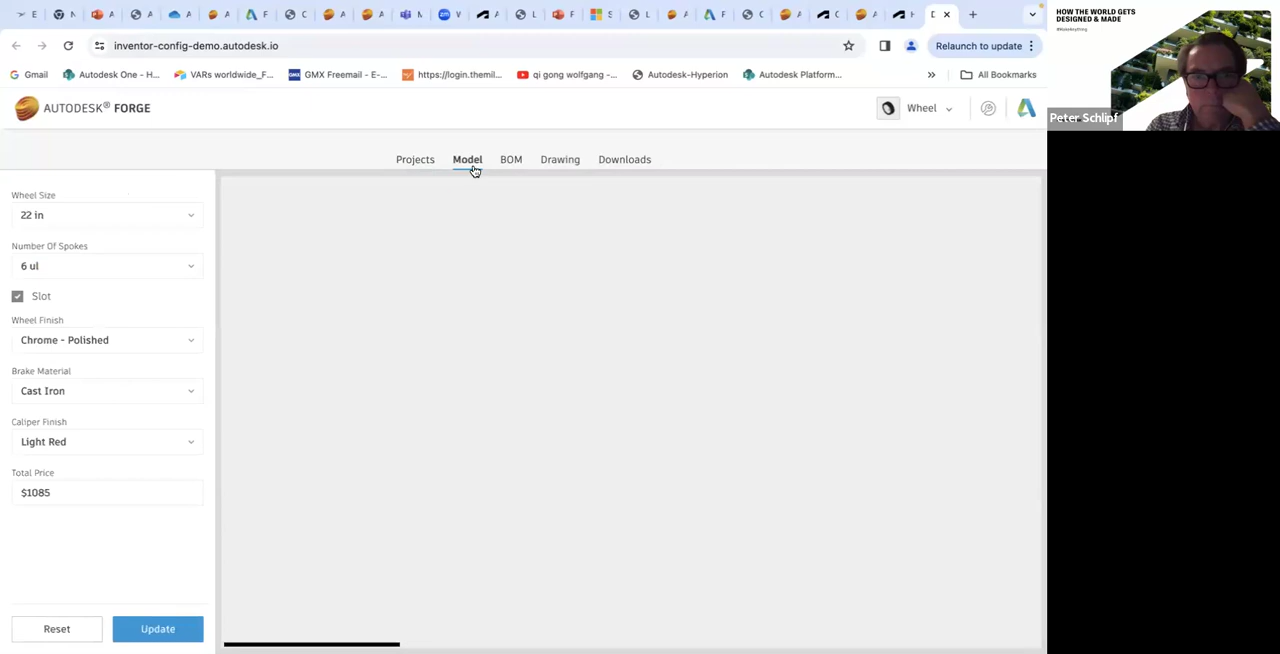 inventor-config-demo.autodesk.io
Relaunch to update
Gmail
Autodesk One - H...
VARs worldwide_F...
GMX Freemail - E-...
https://login.themil...
qi gong wolfgang -...
Autodesk-Hyperion
Autodesk Platform...
All Bookmarks
AUTODESK® FORGE
Wheel
Projects
Model
BOM
Drawing
Downloads
Wheel Size
22 in
Number Of Spokes
6 ul
Slot
Wheel Finish
Chrome - Polished
Brake Material
Cast Iron
Caliper Finish
Light Red
Total Price
$1085
Reset
Update
HOW THE WORLD GETS
DESIGNED & MADE
#MakeAnything
Peter Schlipf